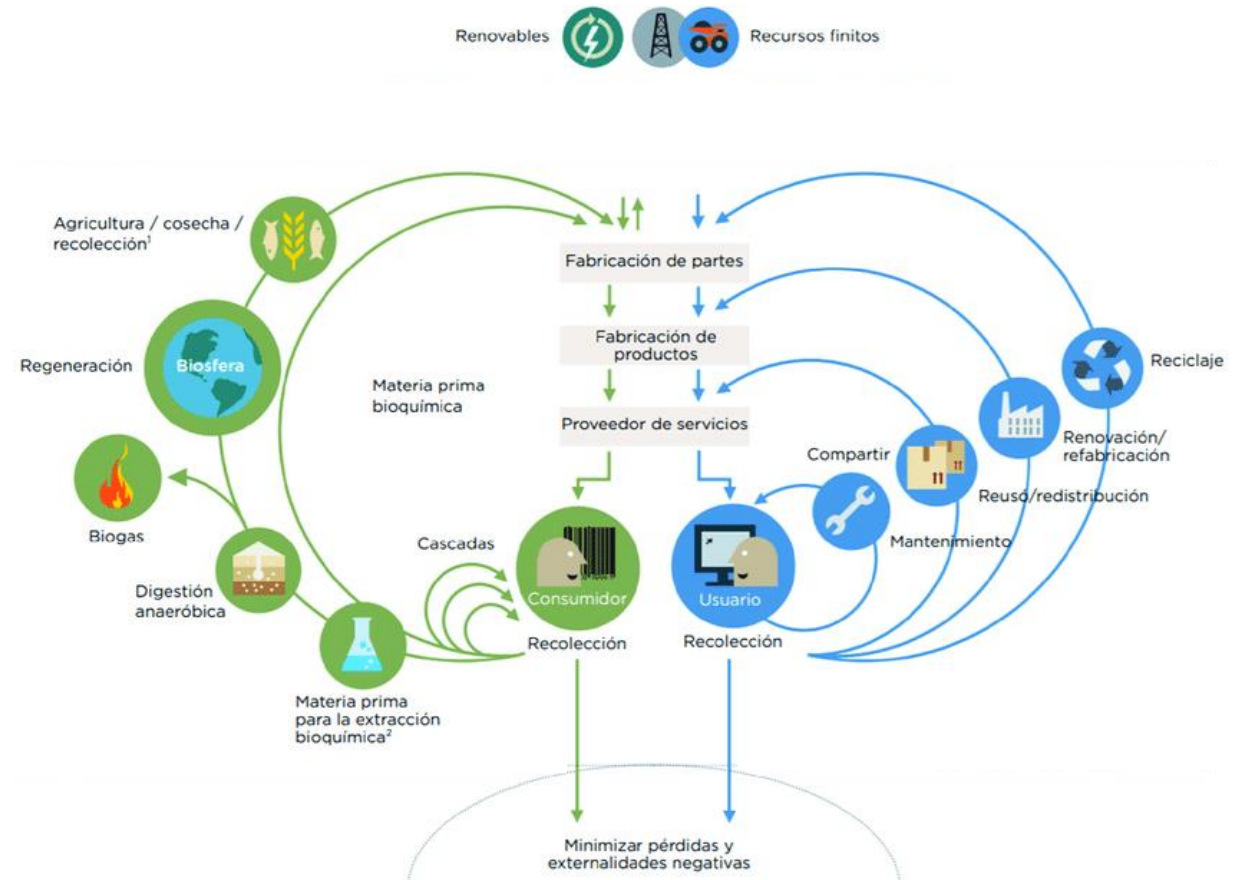 Renovables
Recursos finitos
Agricultura / cosecha /
recolección¹
Fabricación de partes
Regeneración
Biosfera
Fabricación de
productos
Reciclaje
Materia prima
bioquímica
Proveedor de servicios
Renovación/
refabricación
Compartir
Reuso/redistribución
Biogas
Cascadas
Mantenimiento
Digestión
anaeróbica
Consumidor
Usuario
Recolección
Recolección
Materia prima
para la extracción
bioquímica²
Minimizar pérdidas y
externalidades negativas